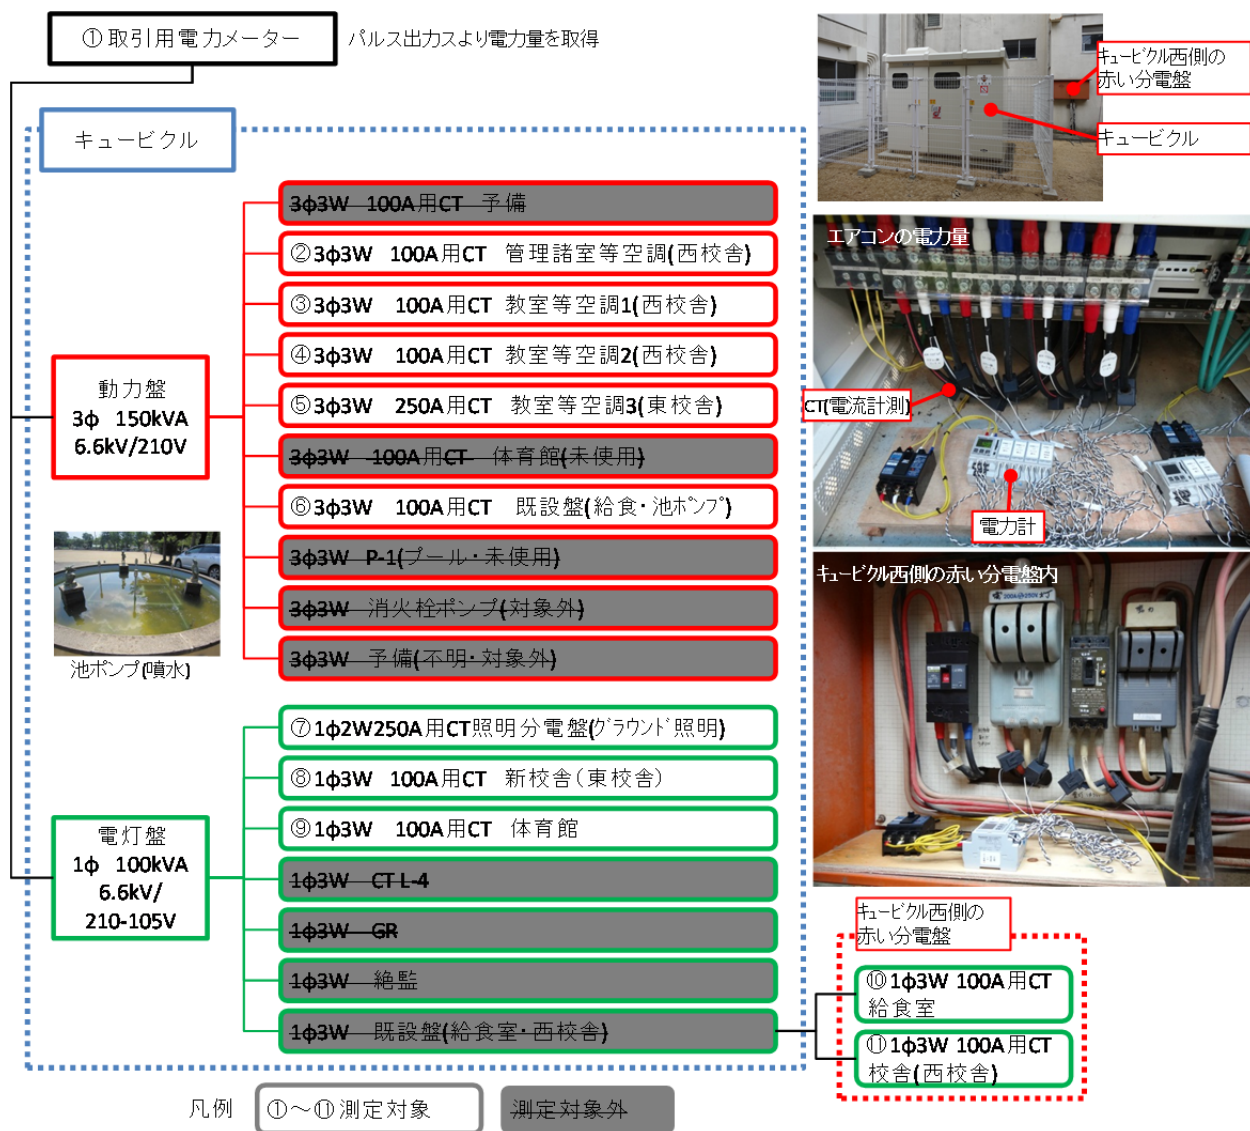 ①取引用電力メーター
パルス出力スより電力量を取得
キュービクル
3φ3W 100A用CT 予備
②3φ3W 100A用CT 管理諸室等空調(西校舎)
③3φ3W 100A用CT 教室等空調1(西校舎)
④3φ3W 100A用CT 教室等空調2(西校舎)
⑤3φ3W 250A用CT 教室等空調3(東校舎)
3φ3W 100A用CT 体育館(未使用)
⑥3φ3W 100A用CT 既設盤(給食・池ポンプ)
3φ3W P-1(プール・未使用)
3φ3W 消火栓ポンプ(対象外)
3φ3W 予備(不明・対象外)
動力盤
3φ 150kVA
6.6kV/210V
池ポンプ(噴水)
⑦1φ2W250A用CT照明分電盤(グラウンド照明)
⑧1φ3W 100A用CT 新校舎(東校舎)
⑨1φ3W 100A用CT 体育館
1φ3W CT L-4
1φ3W GR
1φ3W 絶監
1φ3W 既設盤(給食室・西校舎)
電灯盤
1φ 100kVA
6.6kV/
210-105V
キュービクル西側の
赤い分電盤
キュービクル
エアコンの電力量
CT(電流計測)
電力計
キュービクル西側の赤い分電盤内
キュービクル西側の
赤い分電盤
⑩1φ3W 100A用CT
給食室
⑪1φ3W 100A用CT
校舎(西校舎)
凡例
①～⑪測定対象
測定対象外